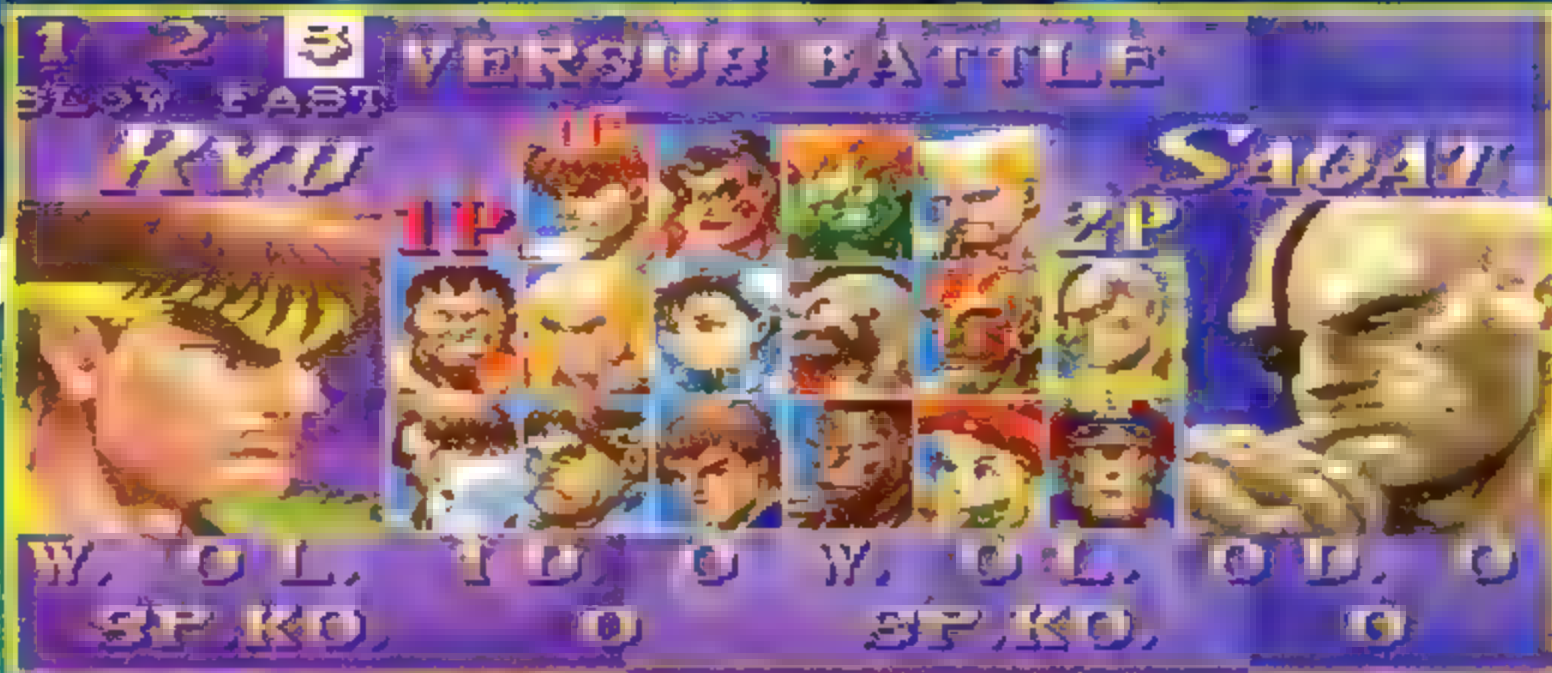 1 2 3 VERSUS BATTLE
SLOW FAST
RYU
SAGAT
1P
1P
2P
W. 0 L. 1 D. 0 W. 0 L. 0 D. 0
SP.KO. 0 SP.KO. 0